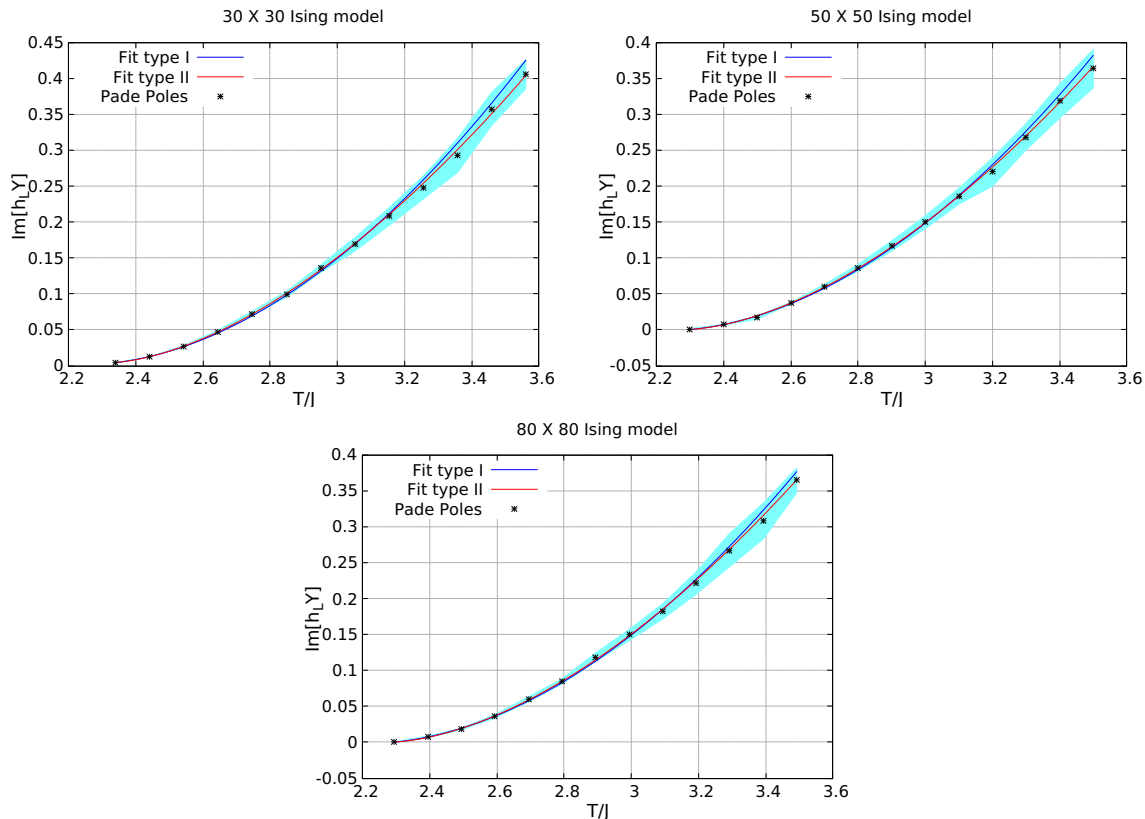 30 X 30 Ising model
Fit type I
Fit type II
Pade Poles
Im[h_LY]
0.45
0.4
0.35
0.3
0.25
0.2
0.15
0.1
0.05
0
2.2 2.4 2.6 2.8 3 3.2 3.4 3.6
T/J
50 X 50 Ising model
Fit type I
Fit type II
Pade Poles
Im[h_LY]
0.4
0.35
0.3
0.25
0.2
0.15
0.1
0.05
0
-0.05
2.2 2.4 2.6 2.8 3 3.2 3.4 3.6
T/J
80 X 80 Ising model
Fit type I
Fit type II
Pade Poles
Im[h_LY]
0.4
0.35
0.3
0.25
0.2
0.15
0.1
0.05
0
-0.05
2.2 2.4 2.6 2.8 3 3.2 3.4 3.6
T/J